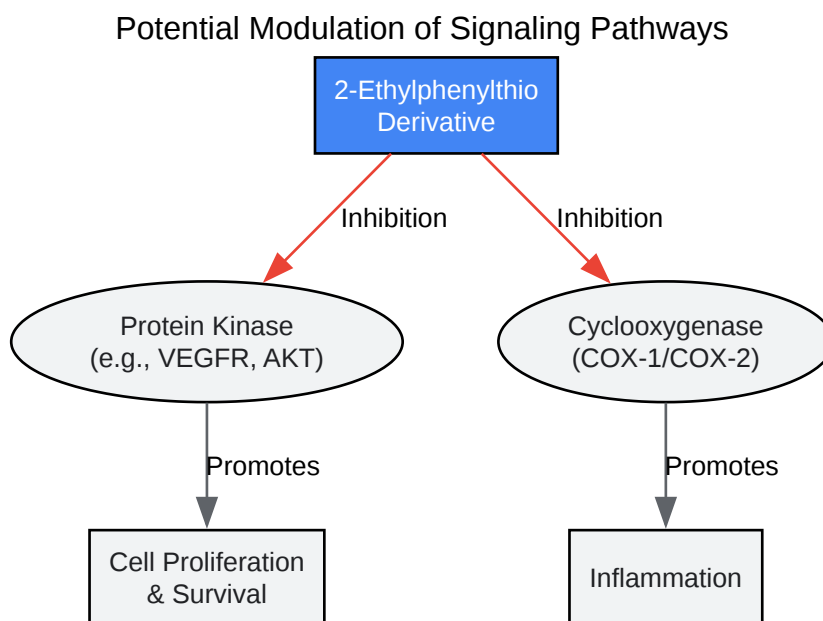 Potential Modulation of Signaling Pathways
2-Ethylphenylthio
Derivative
Inhibition
Inhibition
Protein Kinase
(e.g., VEGFR, AKT)
Cyclooxygenase
(COX-1/COX-2)
Promotes
Promotes
Cell Proliferation
& Survival
Inflammation